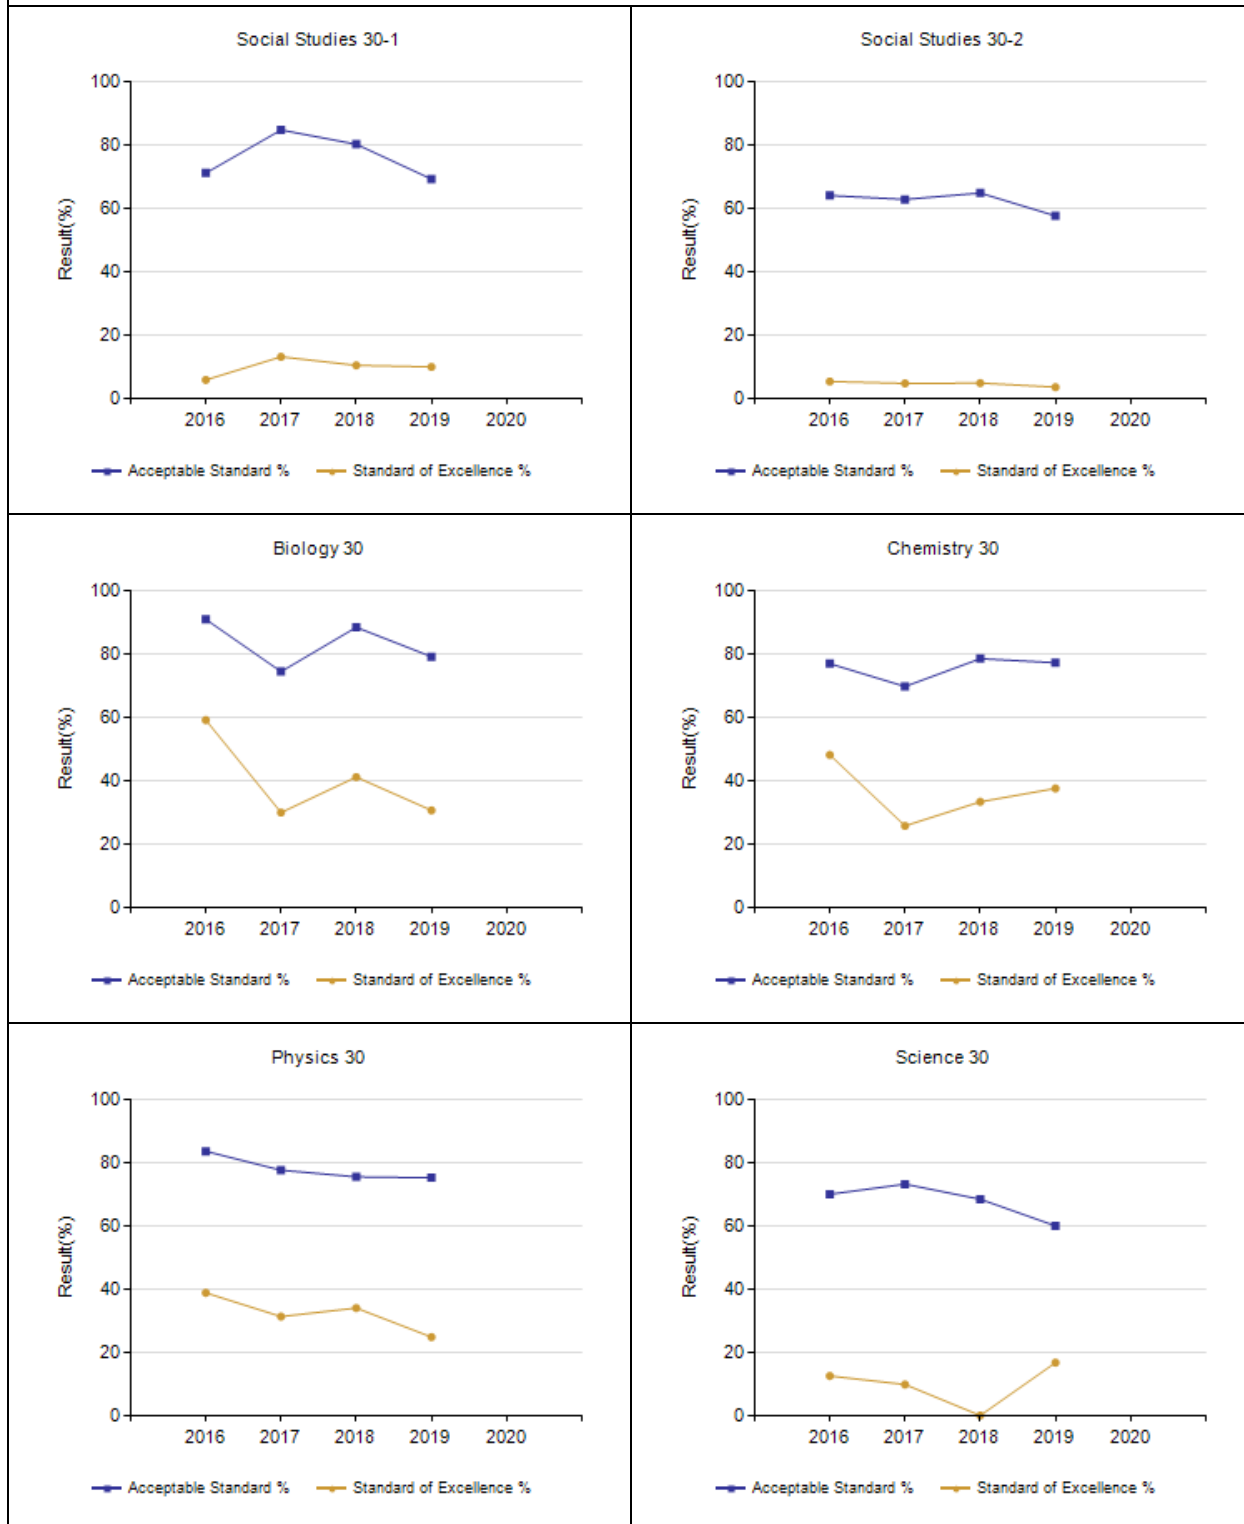 Social Studies 30-1
Result(%)
100
80
60
40
20
0
2016 2017 2018 2019 2020
Acceptable Standard % Standard of Excellence %
Social Studies 30-2
Result(%)
100
80
60
40
20
0
2016 2017 2018 2019 2020
Acceptable Standard % Standard of Excellence %
Biology 30
Result(%)
100
80
60
40
20
0
2016 2017 2018 2019 2020
Acceptable Standard % Standard of Excellence %
Chemistry 30
Result(%)
100
80
60
40
20
0
2016 2017 2018 2019 2020
Acceptable Standard % Standard of Excellence %
Physics 30
Result(%)
100
80
60
40
20
0
2016 2017 2018 2019 2020
Acceptable Standard % Standard of Excellence %
Science 30
Result(%)
100
80
60
40
20
0
2016 2017 2018 2019 2020
Acceptable Standard % Standard of Excellence %